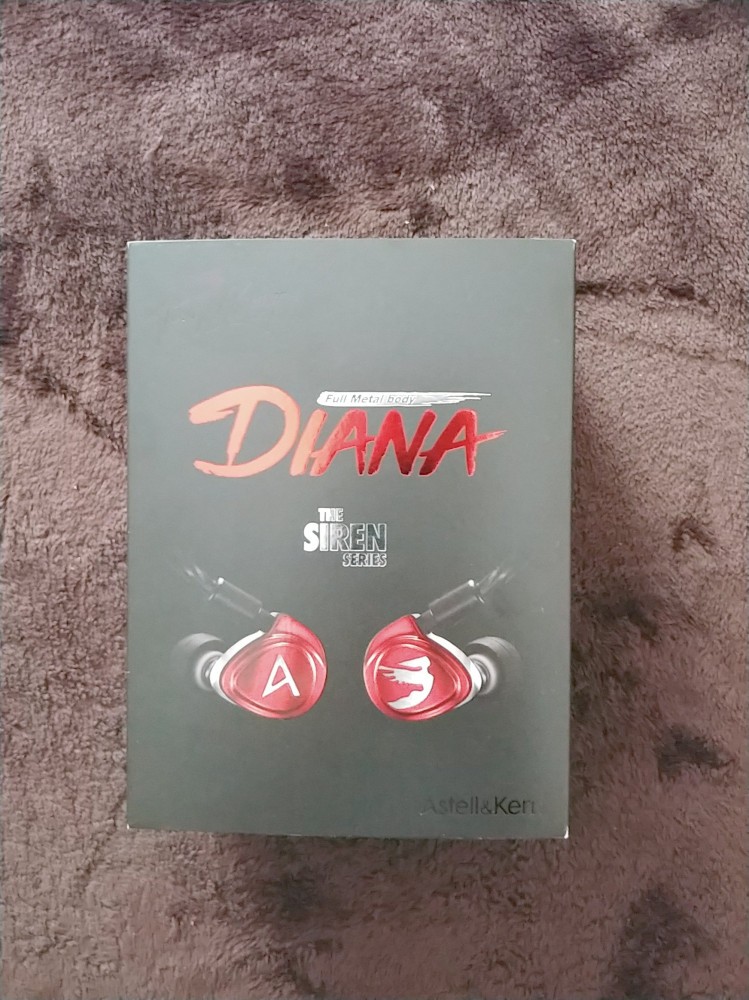 Full Metal body
DIANA
THE
SIREN
SERIES
Astell&Kern